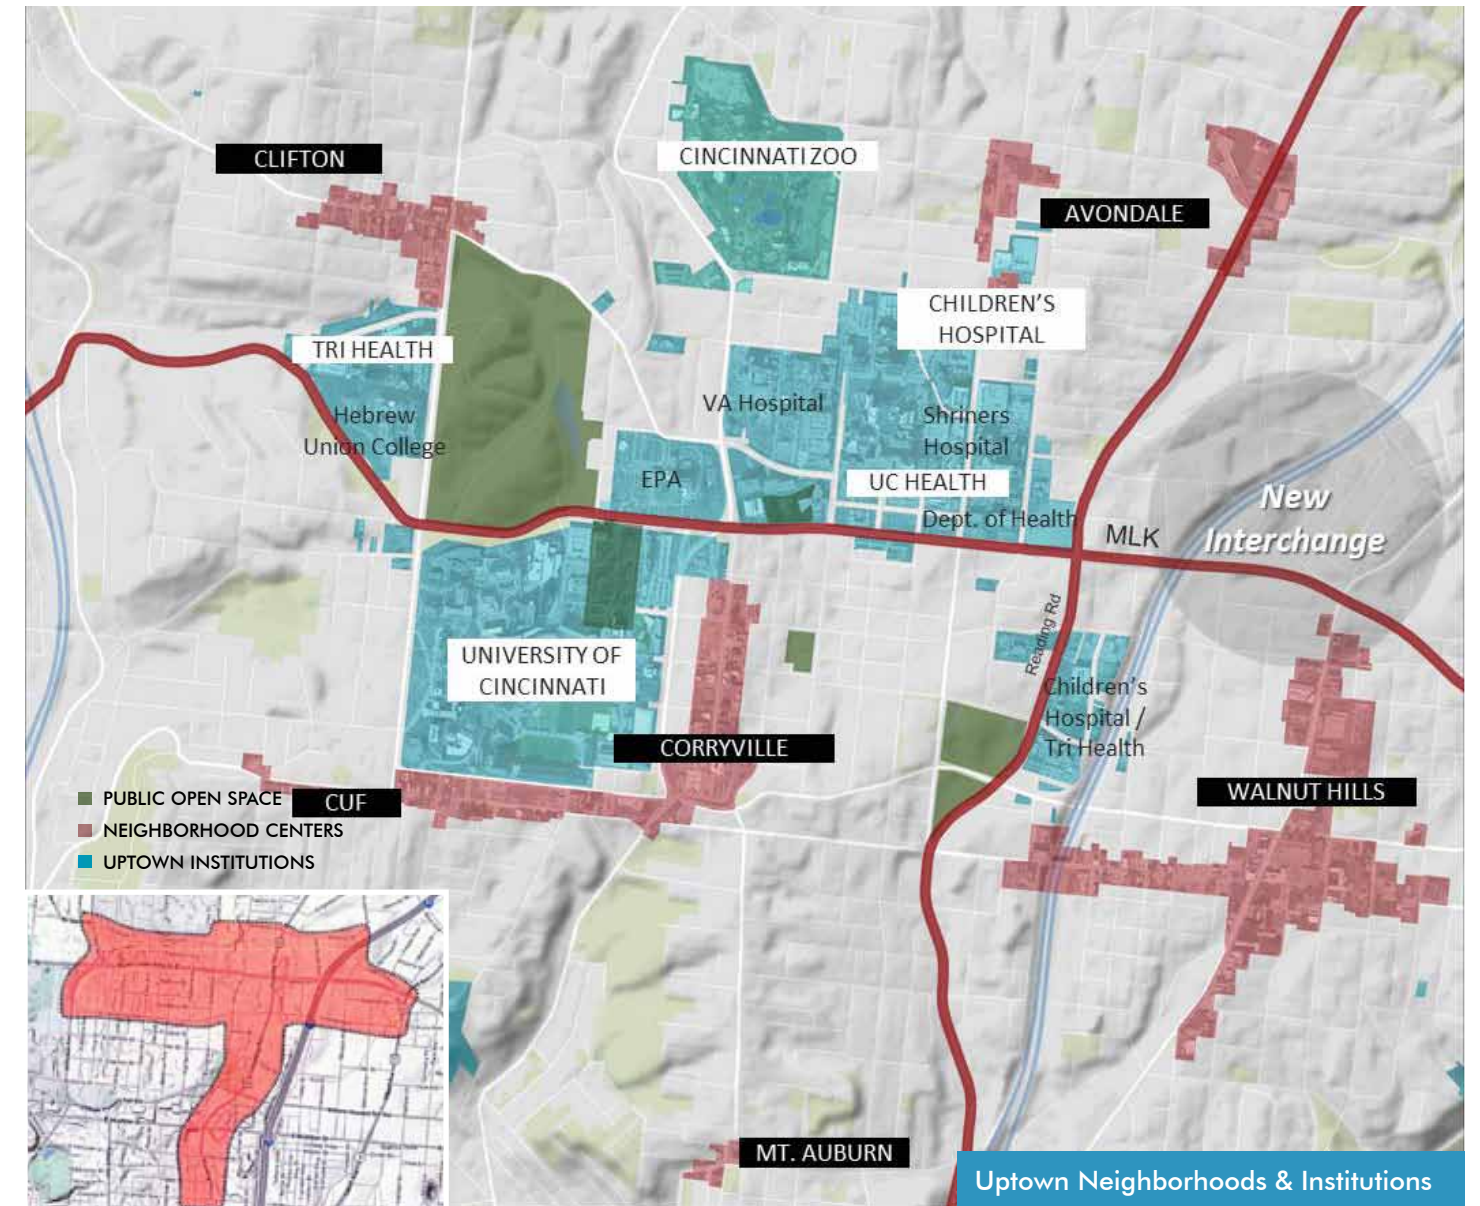 CLIFTON
CINCINNATI ZOO
AVONDALE
CHILDREN'S
HOSPITAL
TRI HEALTH
Hebrew
Union College
VA Hospital
Shriners
Hospital
EPA
UC HEALTH
Dept. of Health
MLK
New
Interchange
Reading Rd
UNIVERSITY OF
CINCINNATI
Children's
Hospital /
Tri Health
CORRYVILLE
WALNUT HILLS
CUF
PUBLIC OPEN SPACE
NEIGHBORHOOD CENTERS
UPTOWN INSTITUTIONS
MT. AUBURN
Uptown Neighborhoods & Institutions